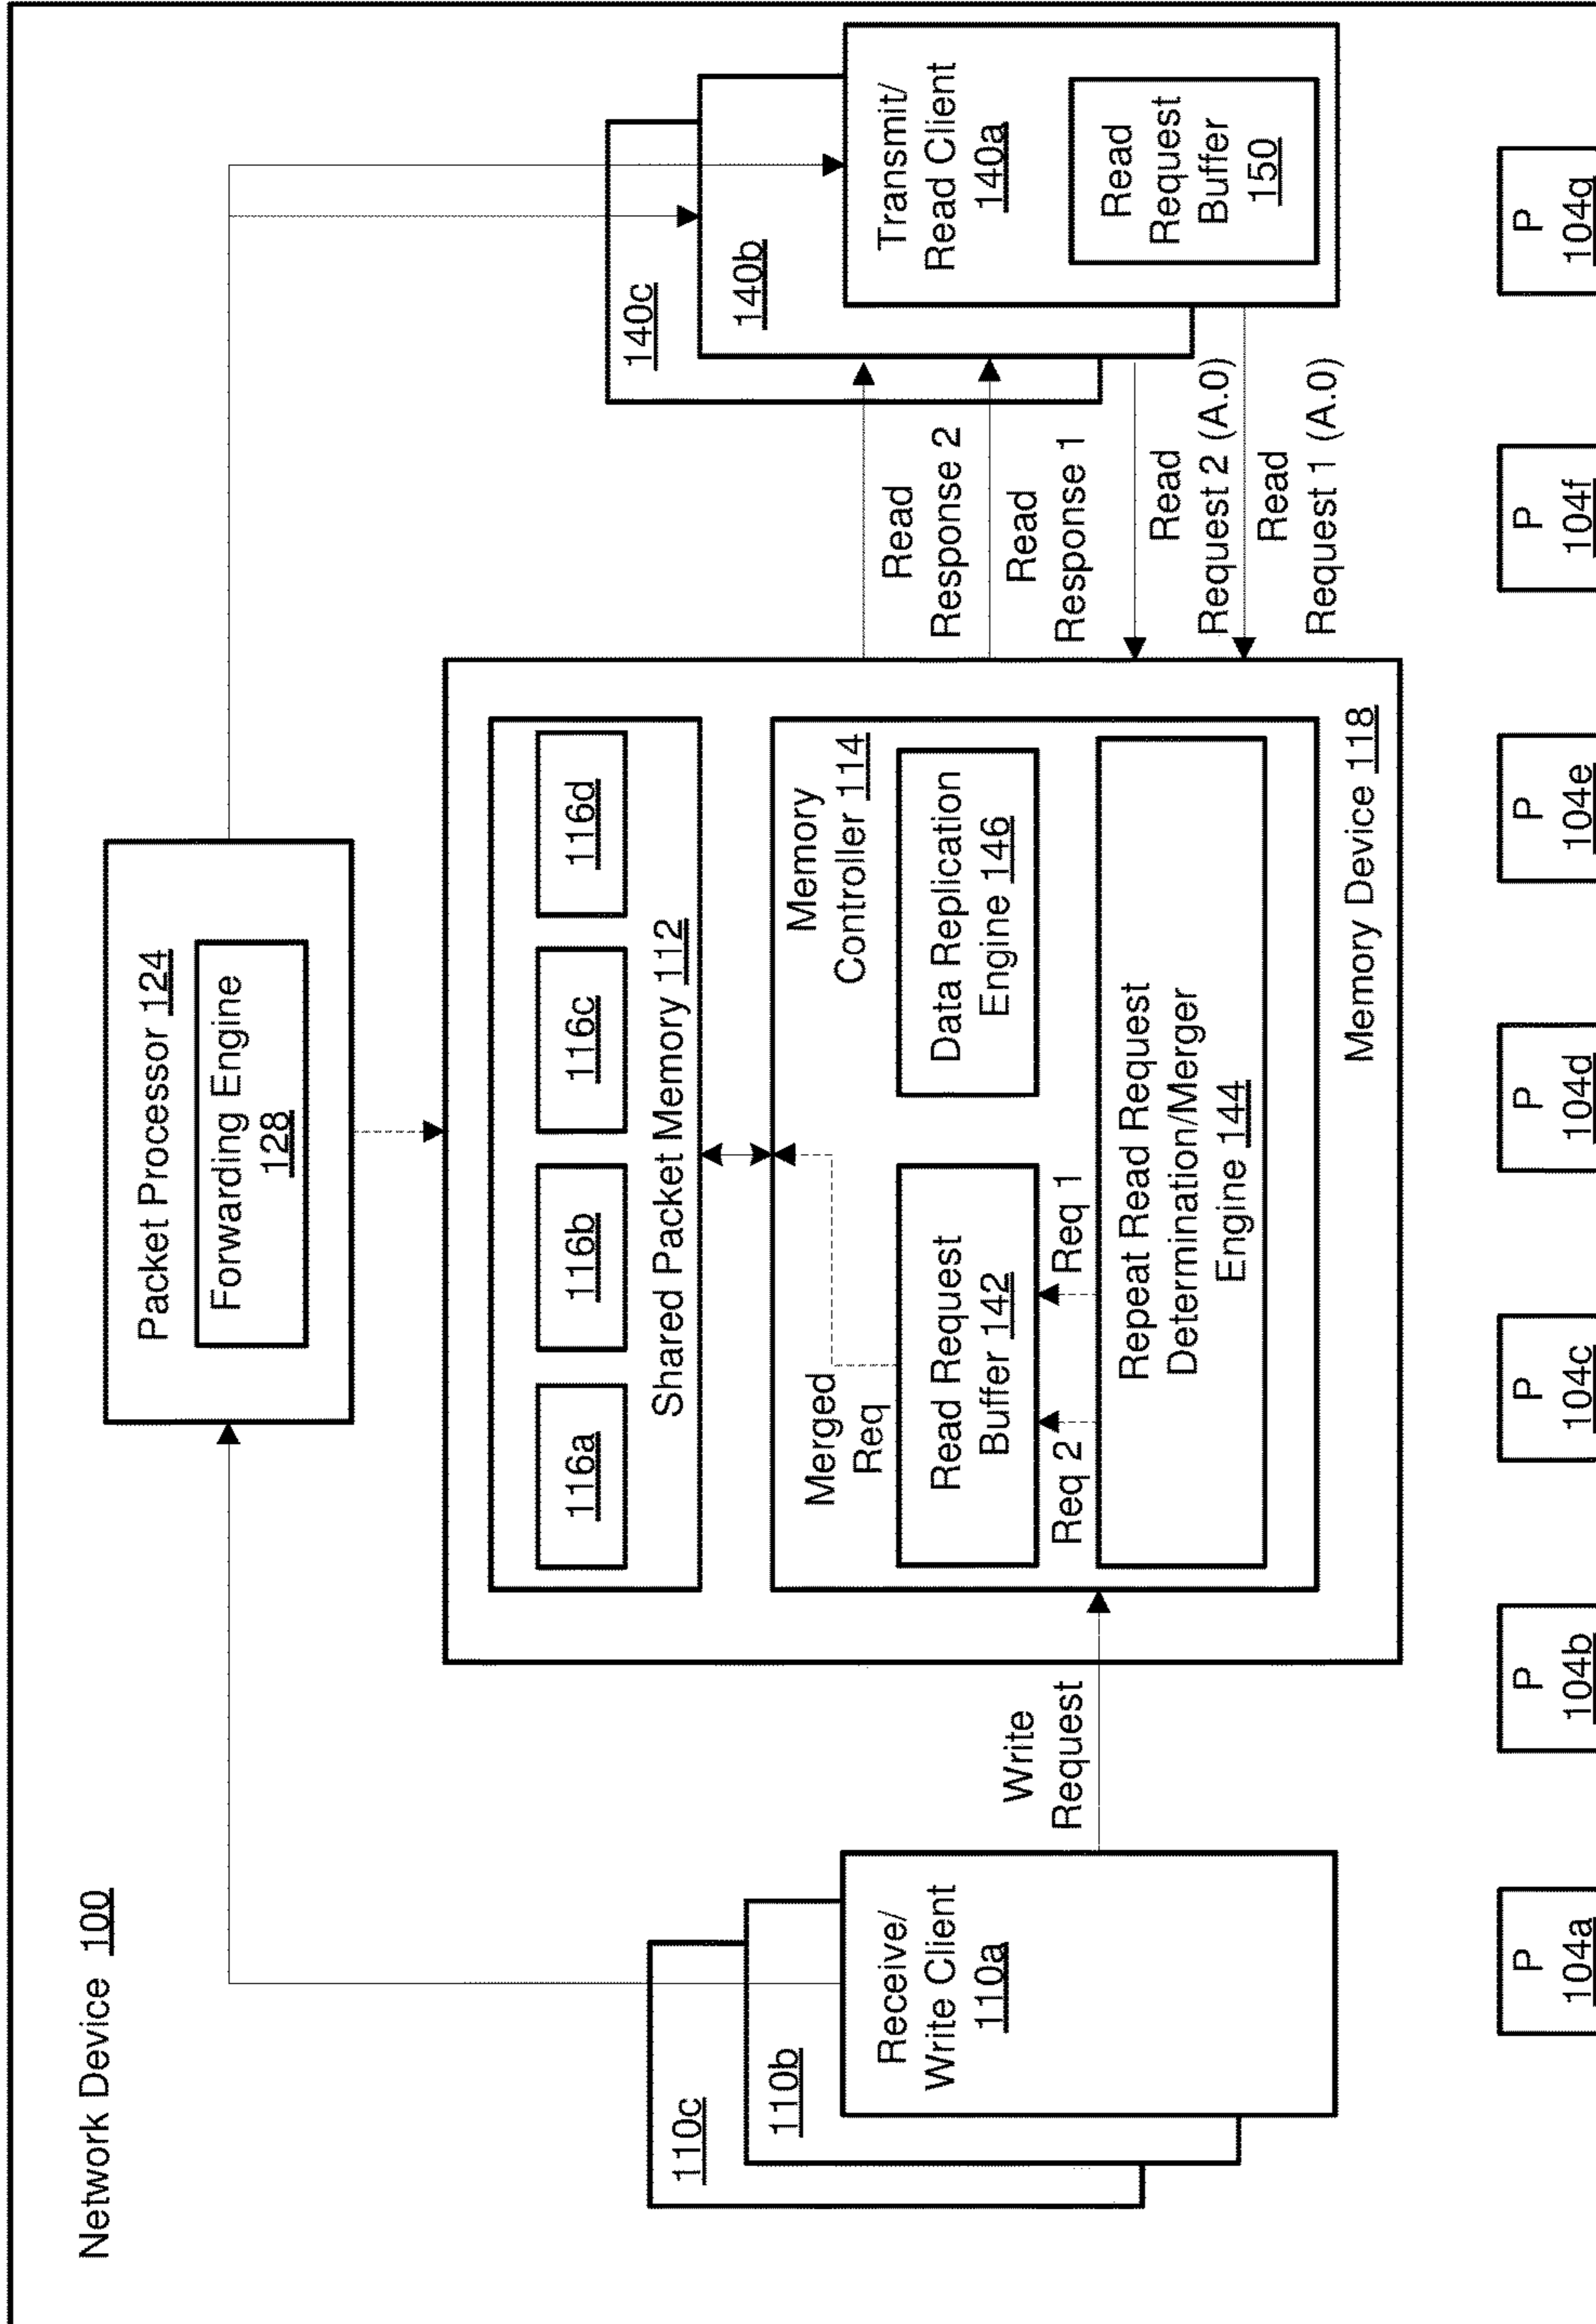 Network Device 100
Packet Processor 124
Forwarding Engine
128
110c
110b
Receive/
Write Client
110a
Write
Request
116a
116b
116c
116d
Shared Packet Memory 112
Memory
Controller 114
Merged
Req
Read Request
Buffer 142
Data Replication
Engine 146
Req 2
Req 1
Repeat Read Request
Determination/Merger
Engine 144
Memory Device 118
Read
Response 2
Read
Response 1
Read
Request 2 (A.0)
Read
Request 1 (A.0)
140c
140b
Transmit/
Read Client
140a
Read
Request
Buffer
150
P
104a
P
104b
P
104c
P
104d
P
104e
P
104f
P
104g